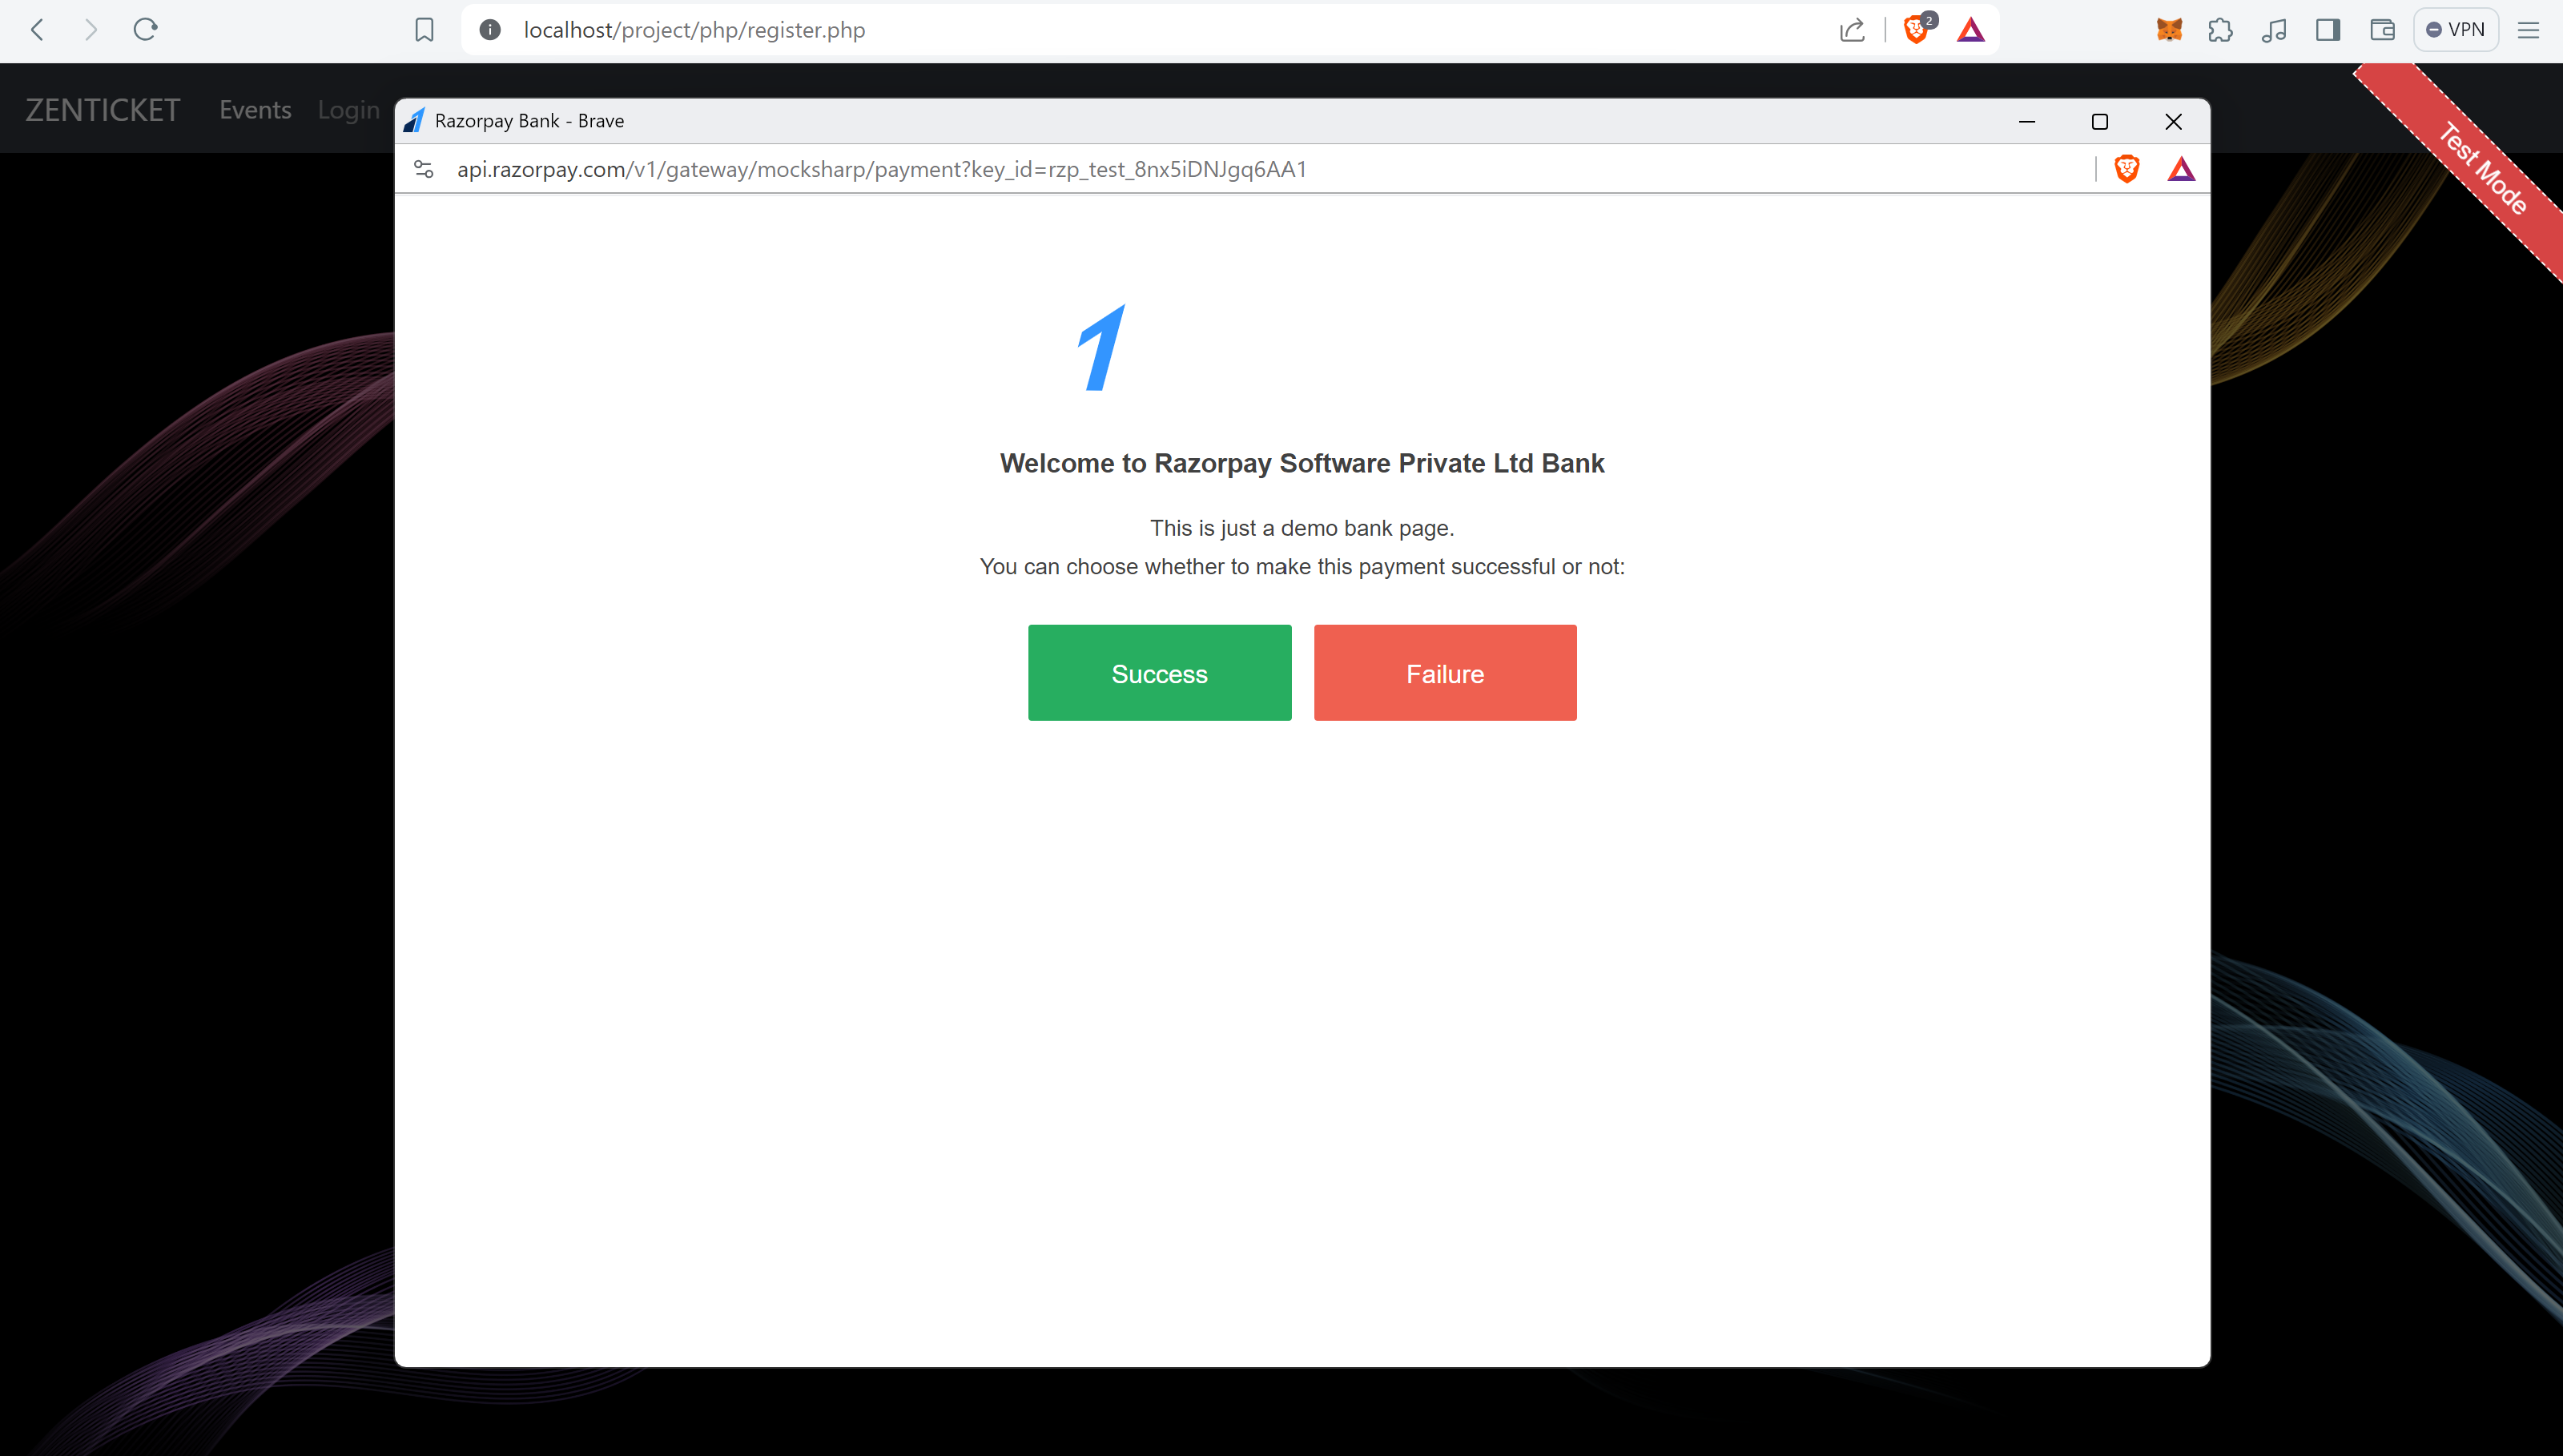 localhost/project/php/register.php
2
VPN
ZENTICKET Events Login
Test Mode
Razorpay Bank - Brave
api.razorpay.com/v1/gateway/mocksharp/payment?key_id=rzp_test_8nx5iDNJgq6AA1
Welcome to Razorpay Software Private Ltd Bank
This is just a demo bank page.
You can choose whether to make this payment successful or not:
Success Failure